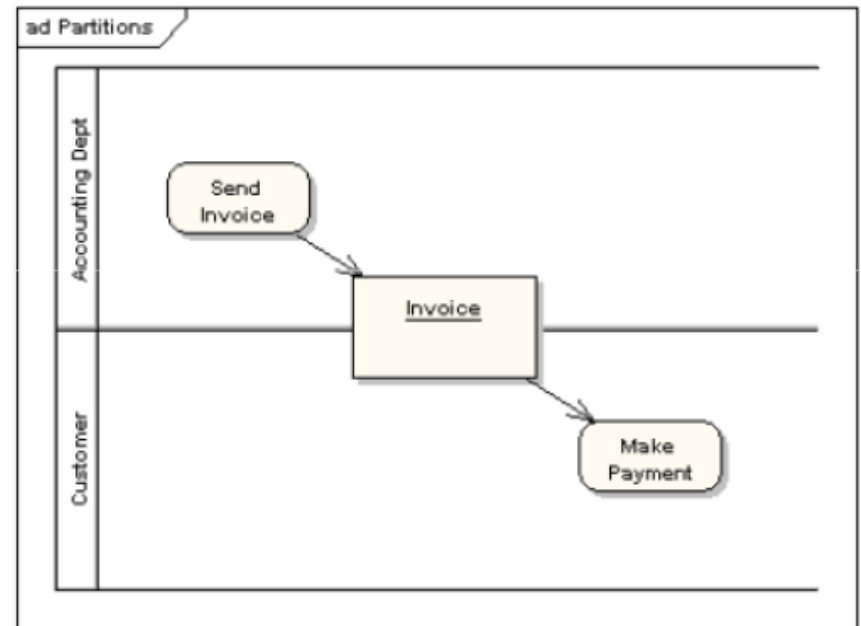 ad Partitions
Accounting Dept
Send
Invoice
Invoice
Customer
Make
Payment